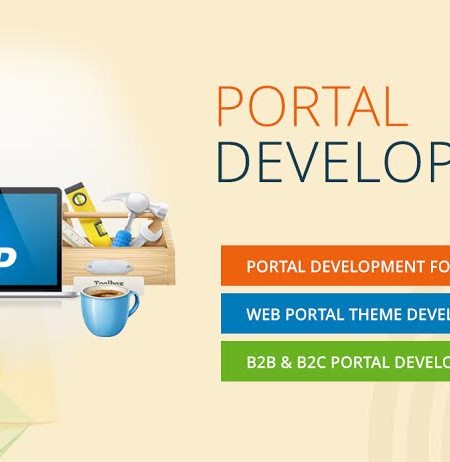 PORTAL
DEVELOP
P
Toolbox
PORTAL DEVELOPMENT FO
WEB PORTAL THEME DEVEL
B2B & B2C PORTAL DEVELO